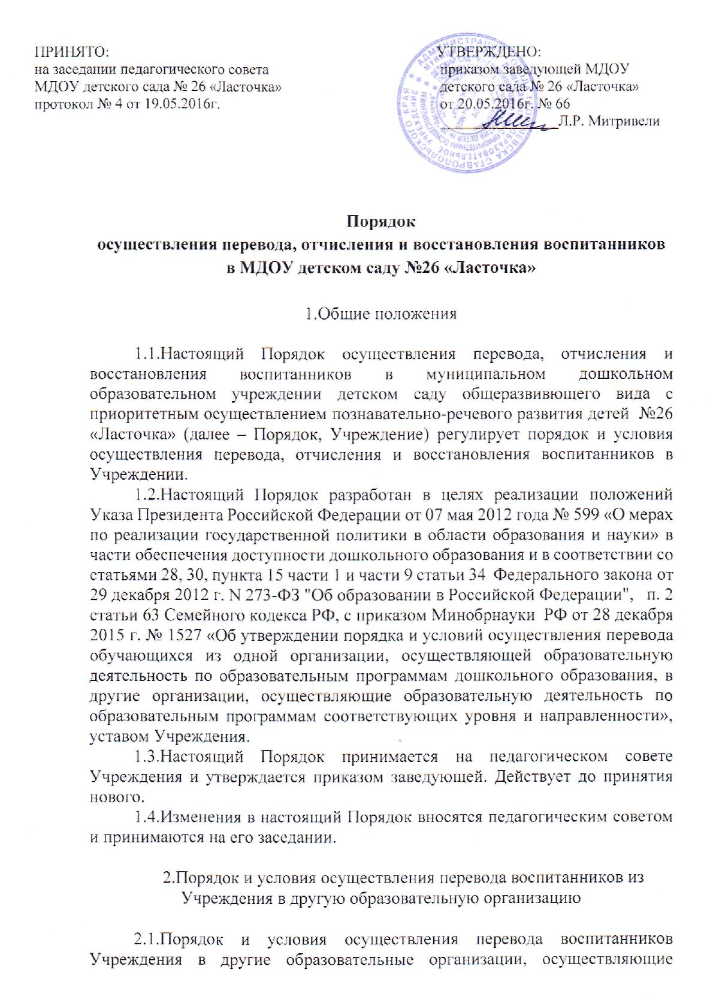 ПРИНЯТО:
на заседании педагогического совета
МДОУ детского сада № 26 «Ласточка»
протокол № 4 от 19.05.2016г.
УТВЕРЖДЕНО:
приказом заведующей МДОУ
детского сада № 26 «Ласточка»
от 20.05.2016г. № 66
Л.Р. Митривели
Порядок
осуществления перевода, отчисления и восстановления воспитанников
в МДОУ детском саду №26 «Ласточка»
1.Общие положения
1.1.Настоящий Порядок осуществления перевода, отчисления и
восстановления воспитанников в муниципальном дошкольном
образовательном учреждении детском саду общеразвивющего вида с
приоритетным осуществлением познавательно-речевого развития детей №26
«Ласточка» (далее – Порядок, Учреждение) регулирует порядок и условия
осуществления перевода, отчисления и восстановления воспитанников в
Учреждении.
1.2.Настоящий Порядок разработан в целях реализации положений
Указа Президента Российской Федерации от 07 мая 2012 года № 599 «О мерах
по реализации государственной политики в области образования и науки» в
части обеспечения доступности дошкольного образования и в соответствии со
статьями 28, 30, пункта 15 части 1 и части 9 статьи 34 Федерального закона от
29 декабря 2012 г. N 273-ФЗ "Об образовании в Российской Федерации", п. 2
статьи 63 Семейного кодекса РФ, с приказом Минобрнауки РФ от 28 декабря
2015 г. № 1527 «Об утверждении порядка и условий осуществления перевода
обучающихся из одной организации, осуществляющей образовательную
деятельность по образовательным программам дошкольного образования, в
другие организации, осуществляющие образовательную деятельность по
образовательным программам соответствующих уровня и направленности»,
уставом Учреждения.
1.3.Настоящий Порядок принимается на педагогическом совете
Учреждения и утверждается приказом заведующей. Действует до принятия
нового.
1.4.Изменения в настоящий Порядок вносятся педагогическим советом
и принимаются на его заседании.
2.Порядок и условия осуществления перевода воспитанников из
Учреждения в другую образовательную организацию
2.1.Порядок и условия осуществления перевода воспитанников
Учреждения в другие образовательные организации, осуществляющие